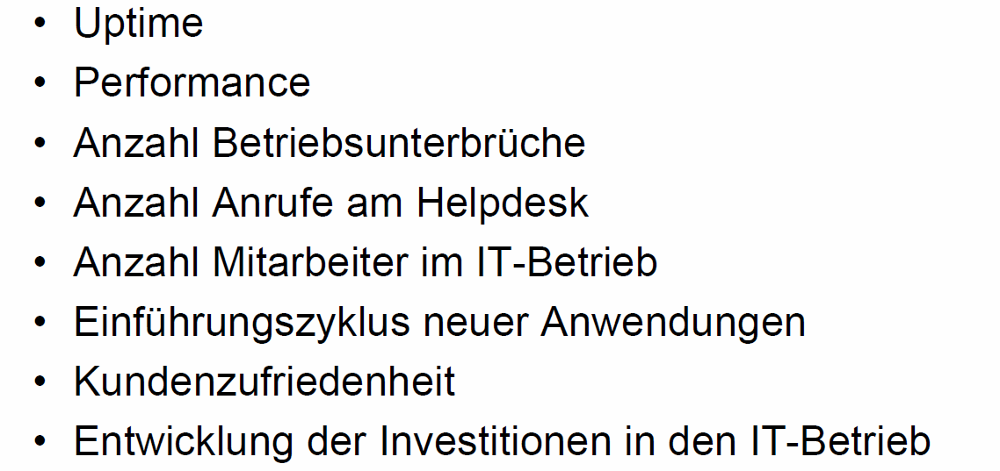 • Uptime
• Performance
• Anzahl Betriebsunterbrüche
• Anzahl Anrufe am Helpdesk
• Anzahl Mitarbeiter im IT-Betrieb
• Einführungszyklus neuer Anwendungen
• Kundenzufriedenheit
• Entwicklung der Investitionen in den IT-Betrieb